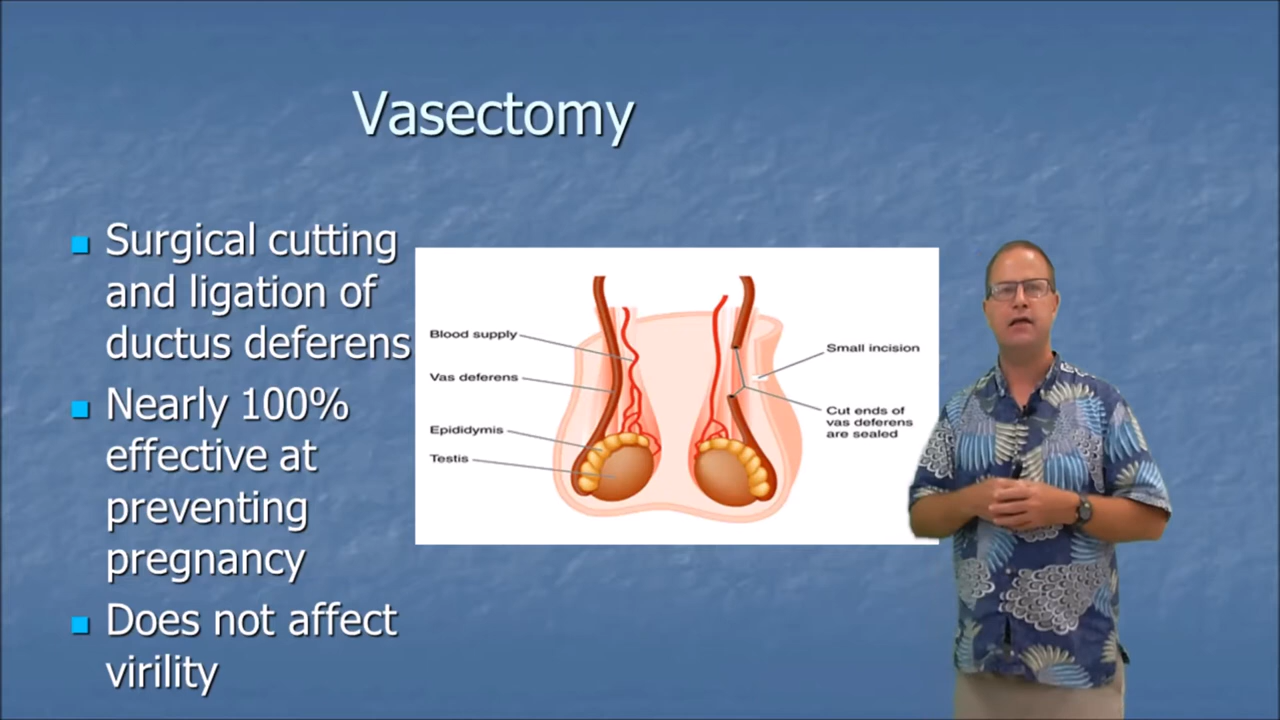 Vasectomy
Surgical cutting
and ligation of
ductus deferens
Nearly 100%
effective at
preventing
pregnancy
Does not affect
virility
Blood supply
Vas deferens
Epididymis
Testis
Small incision
Cut ends of
vas deferens
are sealed